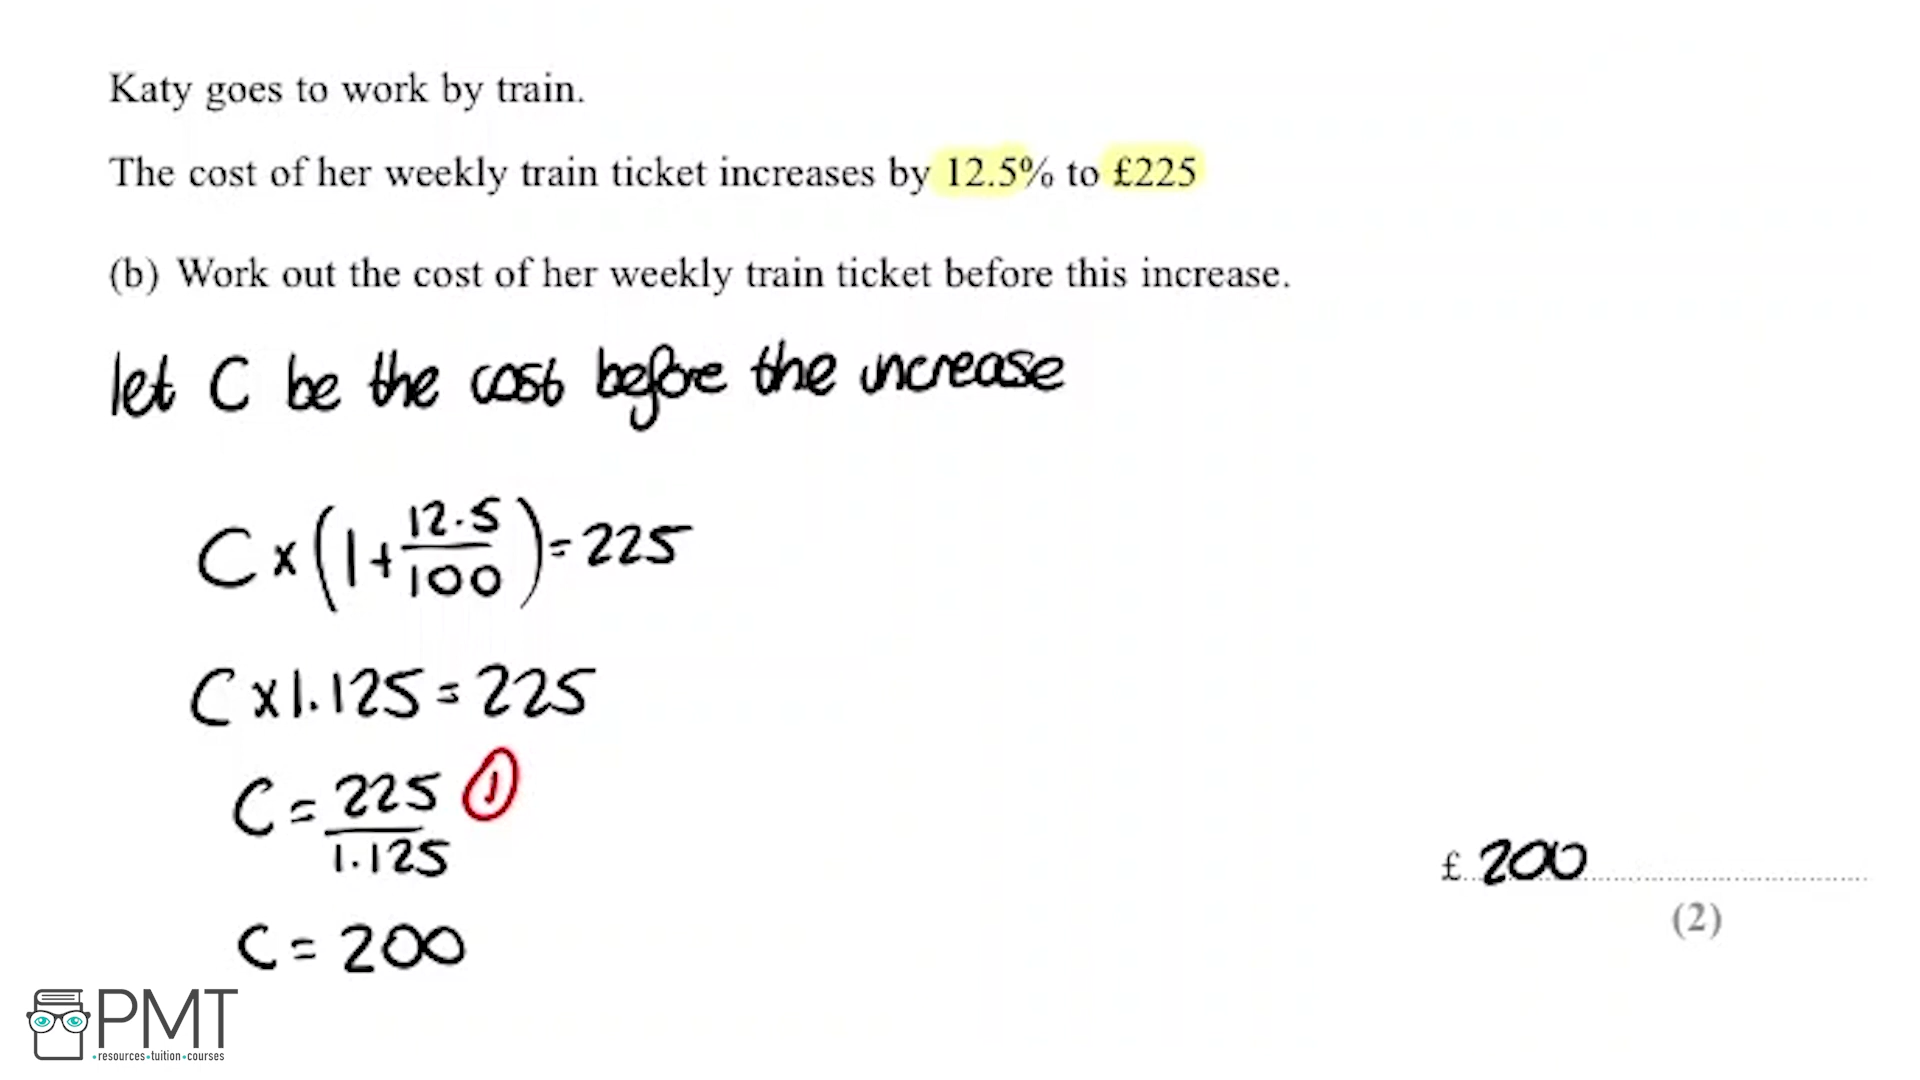 Katy goes to work by train.
The cost of her weekly train ticket increases by 12.5% to £225
(b) Work out the cost of her weekly train ticket before this increase.
let C be the cost before the increase
C × (1 + 12.5/100) = 225
C × 1.125 = 225
C = 225/1.125 ①
C = 200
£ 200
(2)
PMT
•resources•tuition•courses